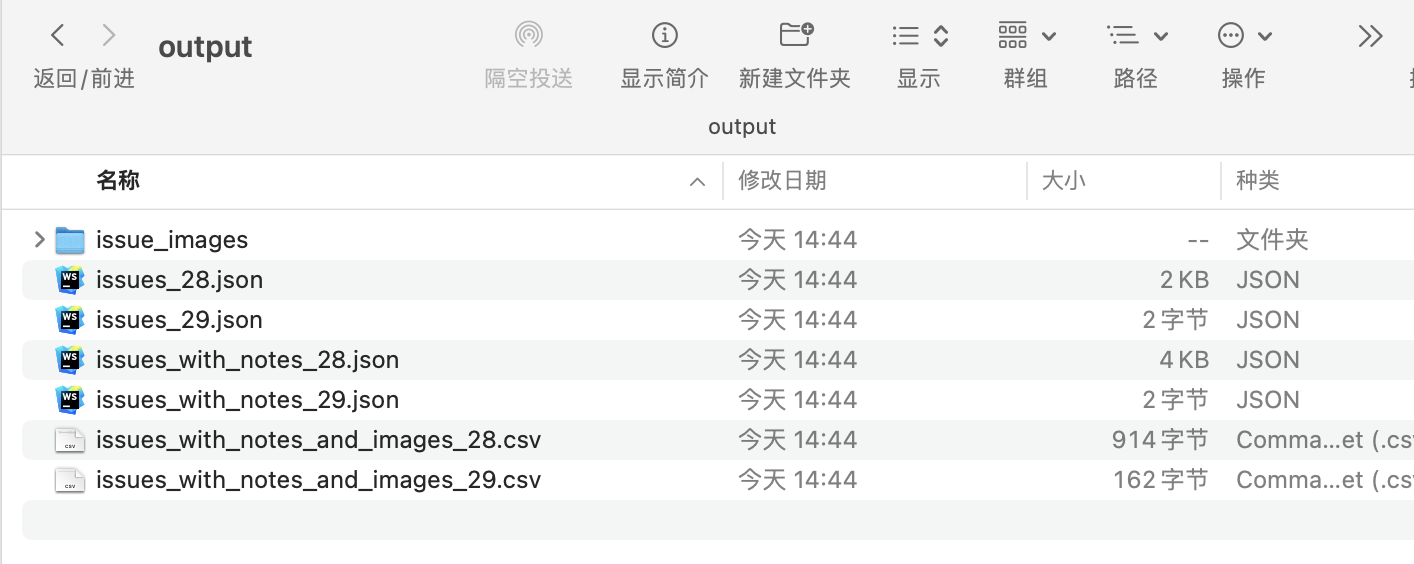 output
返回/前进
隔空投送
显示简介
新建文件夹
显示
群组
路径
操作
output
名称 修改日期 大小 种类
issue_images 今天 14:44 -- 文件夹
issues_28.json 今天 14:44 2 KB JSON
issues_29.json 今天 14:44 2 字节 JSON
issues_with_notes_28.json 今天 14:44 4 KB JSON
issues_with_notes_29.json 今天 14:44 2 字节 JSON
issues_with_notes_and_images_28.csv 今天 14:44 914 字节 Comma...et (.cs
issues_with_notes_and_images_29.csv 今天 14:44 162 字节 Comma...et (.cs